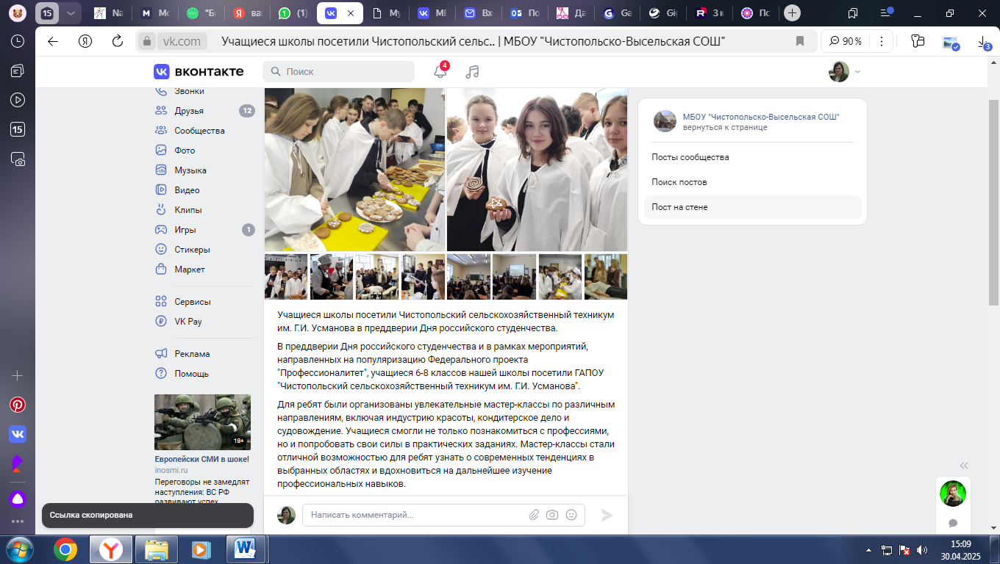 15
Na
Мо
"Бі
ваг
(1)
Му
МЕ
Вх
По
Да
Ga
Gig
З к
По
vk.com
Учащиеся школы посетили Чистопольский сельс.. | МБОУ "Чистопольско-Высельская СОШ"
90 %
3
15
вконтакте
Поиск
4
Звонки
Друзья
12
Сообщества
Фото
Музыка
Видео
Клипы
Игры
1
Стикеры
Маркет
Сервисы
VK Pay
Реклама
Помощь
18+
Европейски СМИ в шоке!
inosmi.ru
Переговоры не замедлят
наступления: ВС РФ
развивают успех
Ссылка скопирована
Учащиеся школы посетили Чистопольский сельскохозяйственный техникум
им. Г.И. Усманова в преддверии Дня российского студенчества.
В преддверии Дня российского студенчества и в рамках мероприятий,
направленных на популяризацию Федерального проекта
"Профессионалитет", учащиеся 6-8 классов нашей школы посетили ГАПОУ
"Чистопольский сельскохозяйственный техникум им. Г.И. Усманова".
Для ребят были организованы увлекательные мастер-классы по различным
направлениям, включая индустрию красоты, кондитерское дело и
судовождение. Учащиеся смогли не только познакомиться с профессиями,
но и попробовать свои силы в практических заданиях. Мастер-классы стали
отличной возможностью для ребят узнать о современных тенденциях в
выбранных областях и вдохновиться на дальнейшее изучение
профессиональных навыков.
Написать комментарий...
МБОУ "Чистопольско-Высельская СОШ"
вернуться к странице
Посты сообщества
Поиск постов
Пост на стене
15:09
30.04.2025